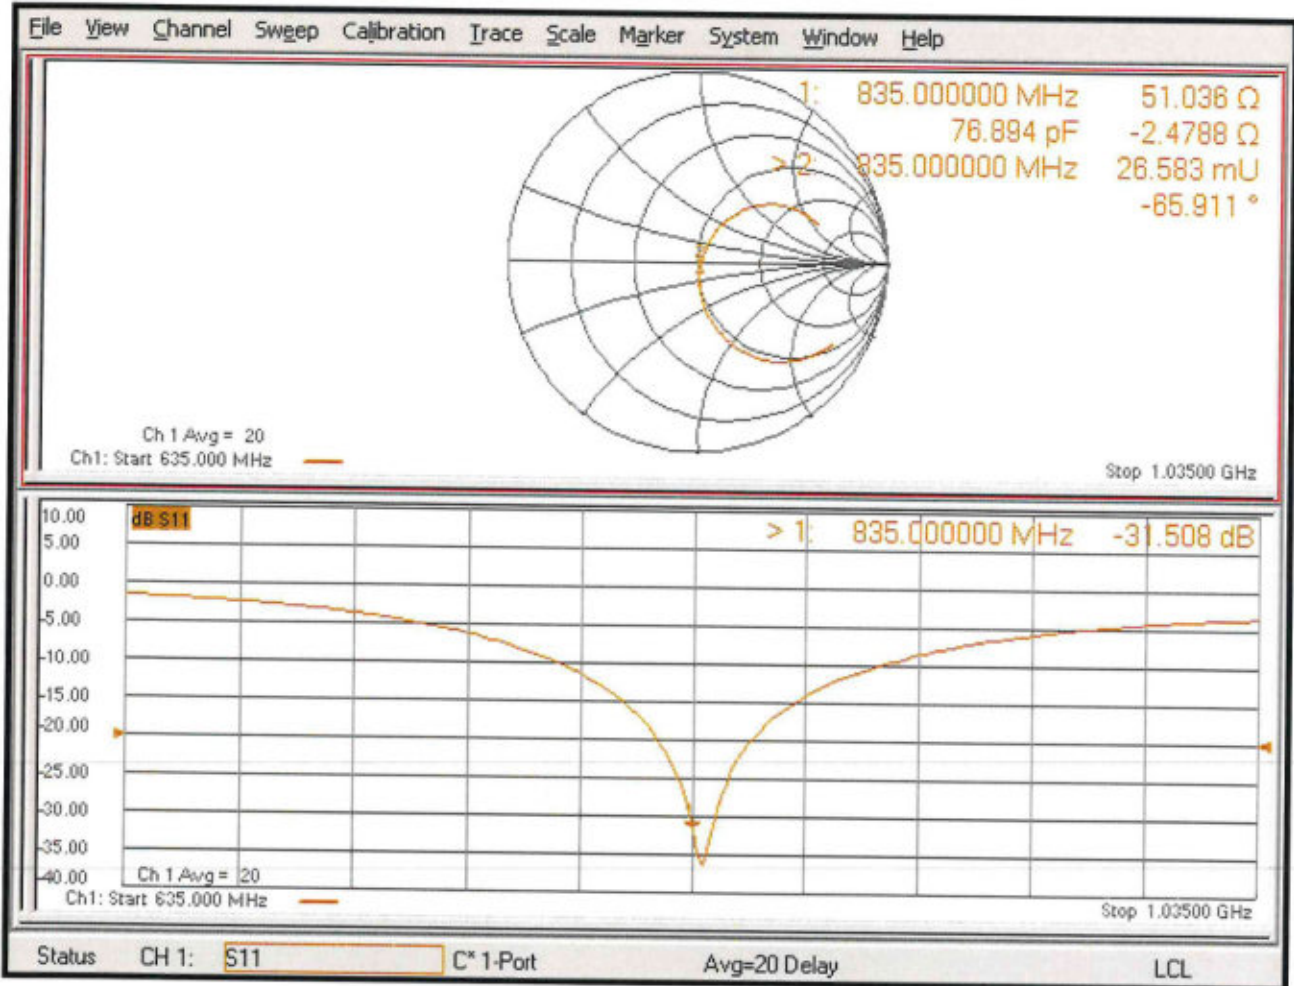 File View Channel Sweep Calibration Trace Scale Marker System Window Help
1: 835.000000 MHz 51.036 Ω
76.894 pF -2.4788 Ω
> 2: 835.000000 MHz 26.583 mU
-65.911 °
Ch 1 Avg = 20
Ch1: Start 635.000 MHz
Stop 1.03500 GHz
10.00
dB S11
> 1: 835.000000 MHz -31.508 dB
5.00
0.00
-5.00
-10.00
-15.00
-20.00
-25.00
-30.00
-35.00
-40.00
Ch 1 Avg = 20
Ch1: Start 635.000 MHz
Stop 1.03500 GHz
Status CH 1: S11 C* 1-Port Avg=20 Delay LCL